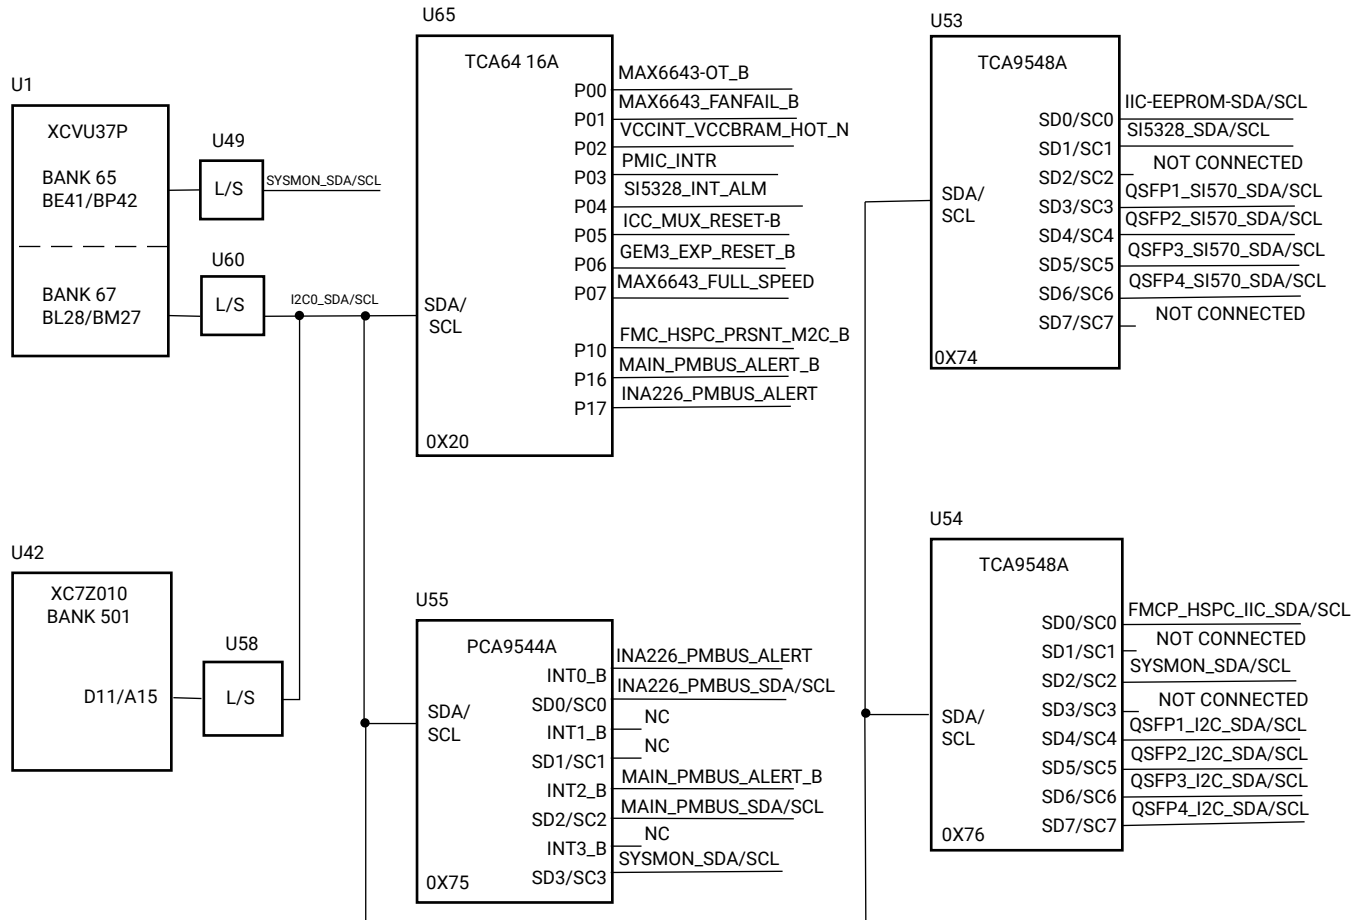 U1
XCVU37P
BANK 65
BE41/BP42
BANK 67
BL28/BM27
U49
L/S
SYSMON_SDA/SCL
U60
L/S
I2C0_SDA/SCL
U42
XC7Z010
BANK 501
D11/A15
U58
L/S
U65
TCA64 16A
SDA/
SCL
0X20
P00
MAX6643-OT_B
P01
MAX6643_FANFAIL_B
P02
VCCINT_VCCBRAM_HOT_N
P03
PMIC_INTR
P04
SI5328_INT_ALM
P05
ICC_MUX_RESET-B
P06
GEM3_EXP_RESET_B
P07
MAX6643_FULL_SPEED
P10
FMC_HSPC_PRSNT_M2C_B
P16
MAIN_PMBUS_ALERT_B
P17
INA226_PMBUS_ALERT
U55
PCA9544A
SDA/
SCL
0X75
INT0_B
INA226_PMBUS_ALERT
SD0/SC0
INA226_PMBUS_SDA/SCL
INT1_B
NC
SD1/SC1
NC
INT2_B
MAIN_PMBUS_ALERT_B
SD2/SC2
MAIN_PMBUS_SDA/SCL
INT3_B
NC
SD3/SC3
SYSMON_SDA/SCL
U53
TCA9548A
SDA/
SCL
0X74
SD0/SC0
IIC-EEPROM-SDA/SCL
SD1/SC1
SI5328_SDA/SCL
SD2/SC2
NOT CONNECTED
SD3/SC3
QSFP1_SI570_SDA/SCL
SD4/SC4
QSFP2_SI570_SDA/SCL
SD5/SC5
QSFP3_SI570_SDA/SCL
SD6/SC6
QSFP4_SI570_SDA/SCL
SD7/SC7
NOT CONNECTED
U54
TCA9548A
SDA/
SCL
0X76
SD0/SC0
FMCP_HSPC_IIC_SDA/SCL
SD1/SC1
NOT CONNECTED
SD2/SC2
SYSMON_SDA/SCL
SD3/SC3
NOT CONNECTED
SD4/SC4
QSFP1_I2C_SDA/SCL
SD5/SC5
QSFP2_I2C_SDA/SCL
SD6/SC6
QSFP3_I2C_SDA/SCL
SD7/SC7
QSFP4_I2C_SDA/SCL